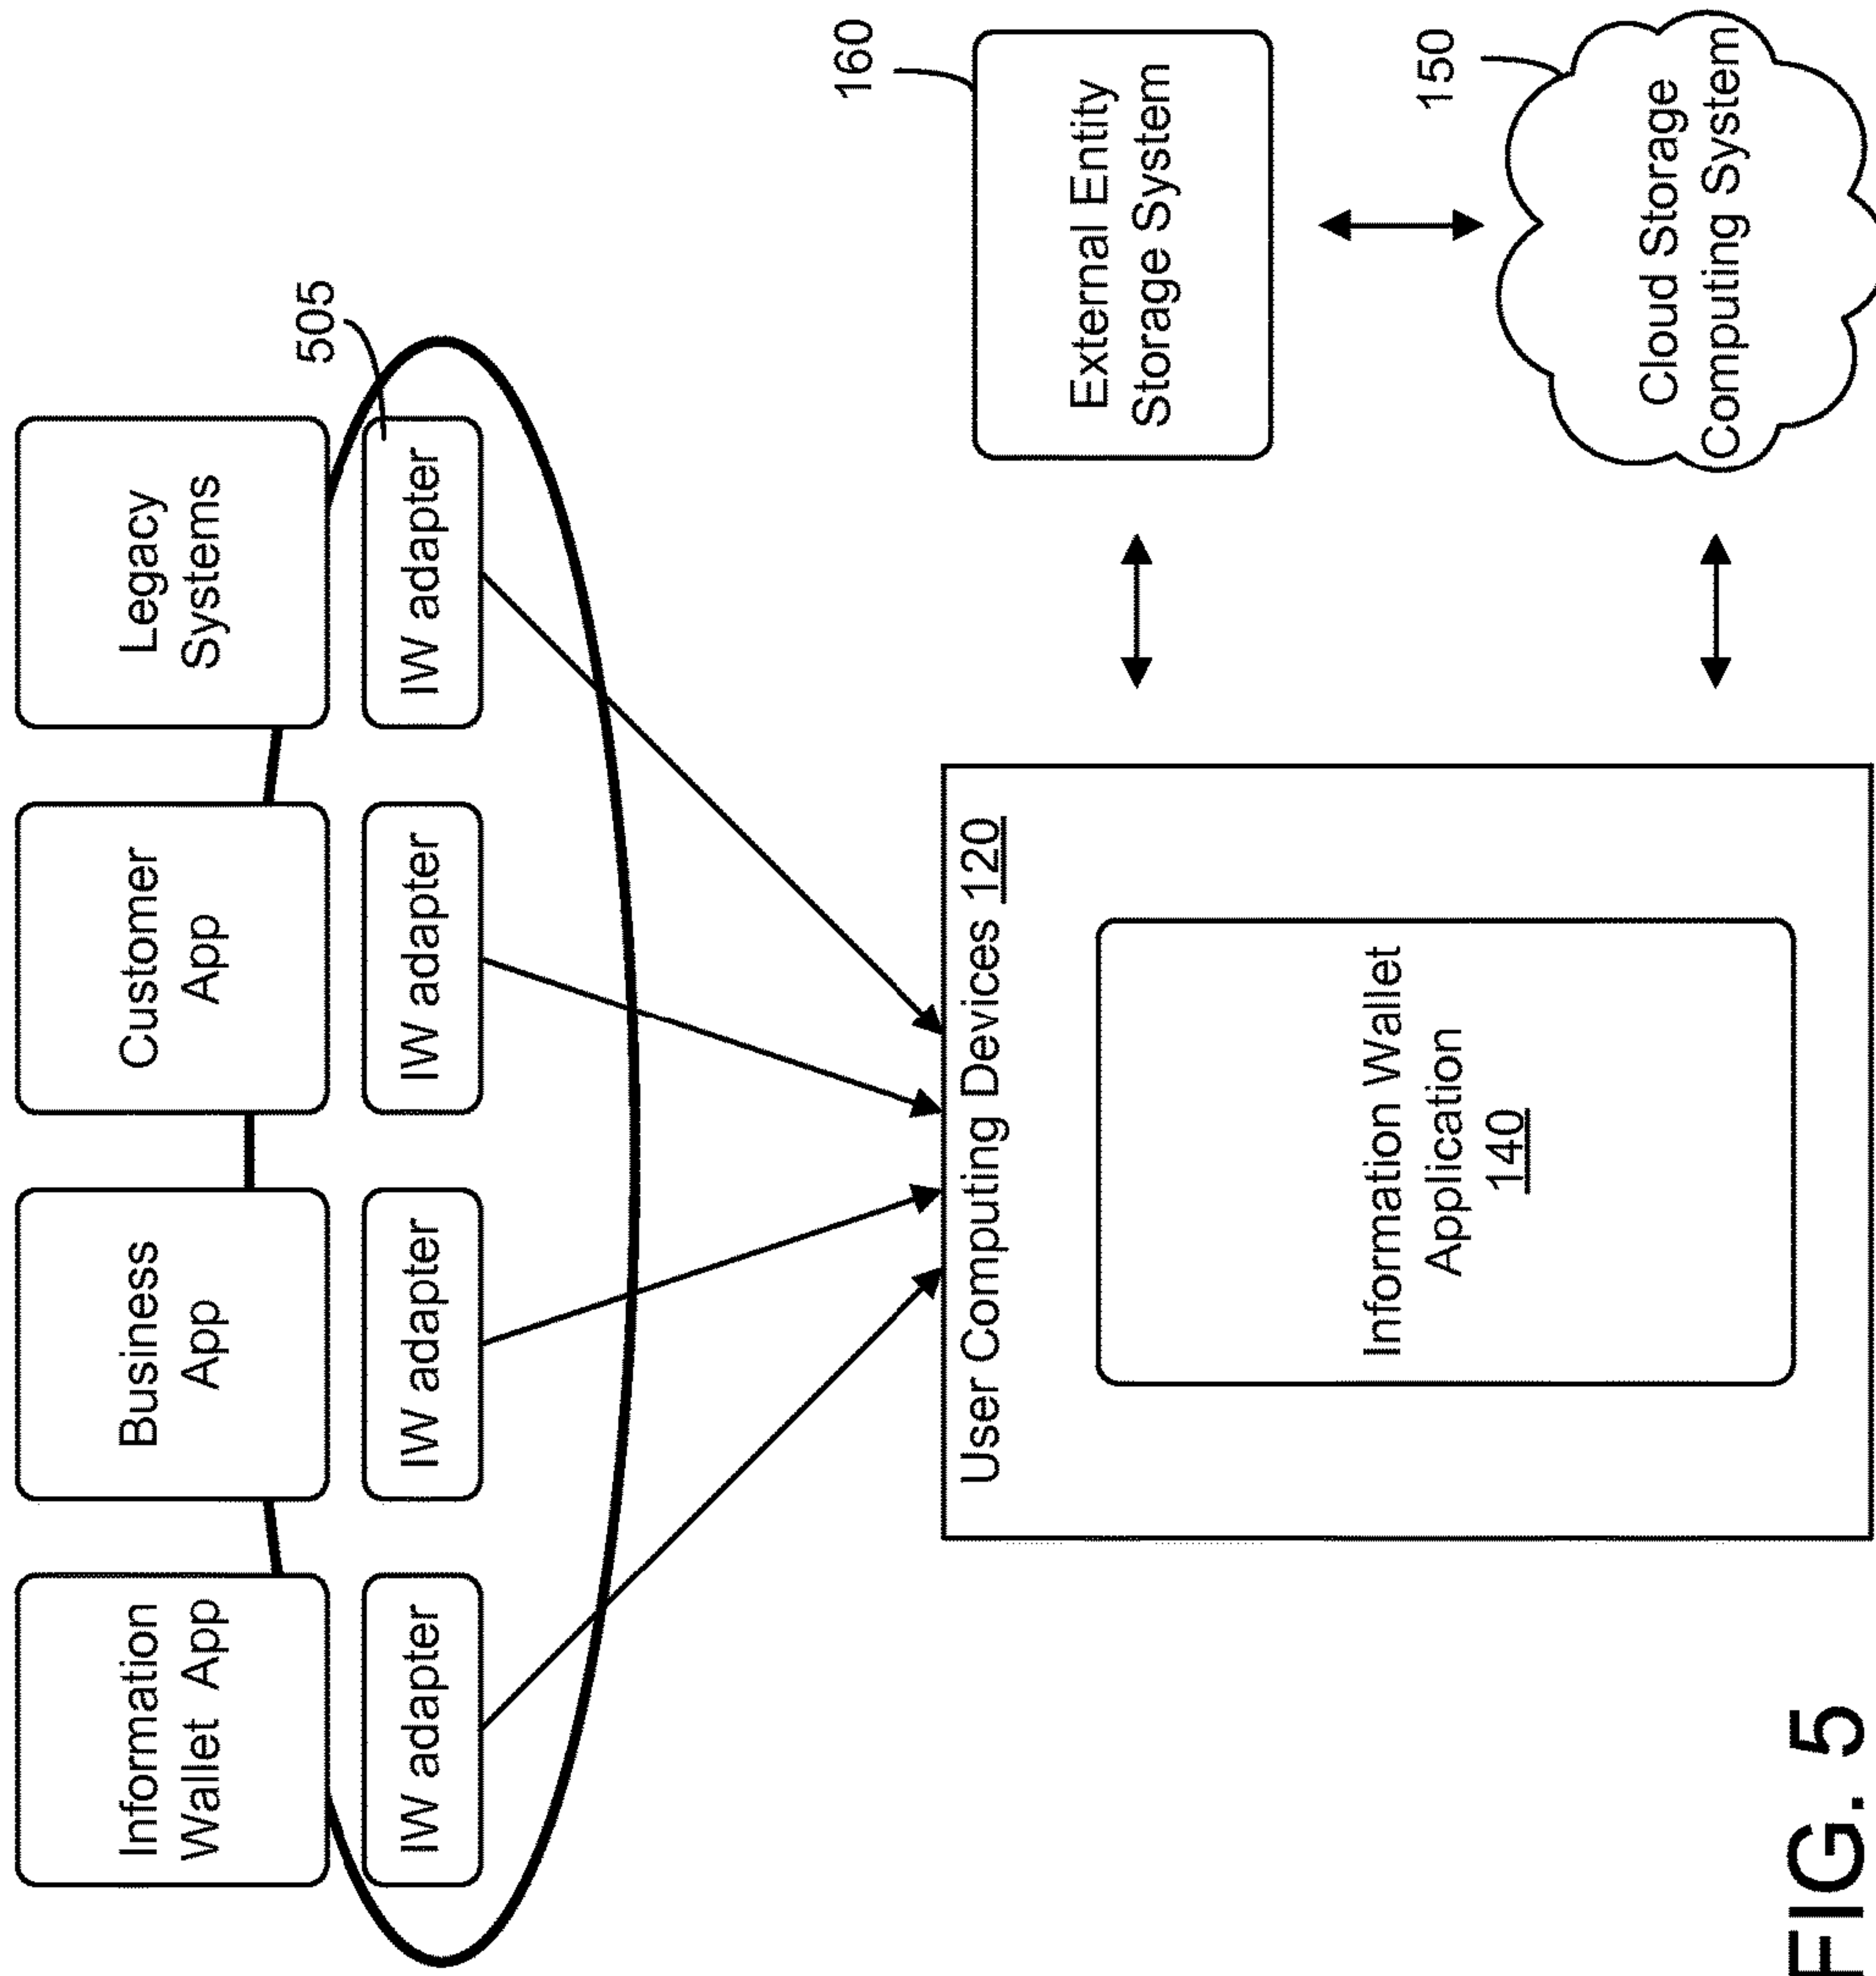 Information
Wallet App
Business
App
Customer
App
Legacy
Systems
505
IW adapter
IW adapter
IW adapter
IW adapter
160
User Computing Devices 120
External Entity
Storage System
Information Wallet
Application
140
150
Cloud Storage
Computing System
FIG. 5